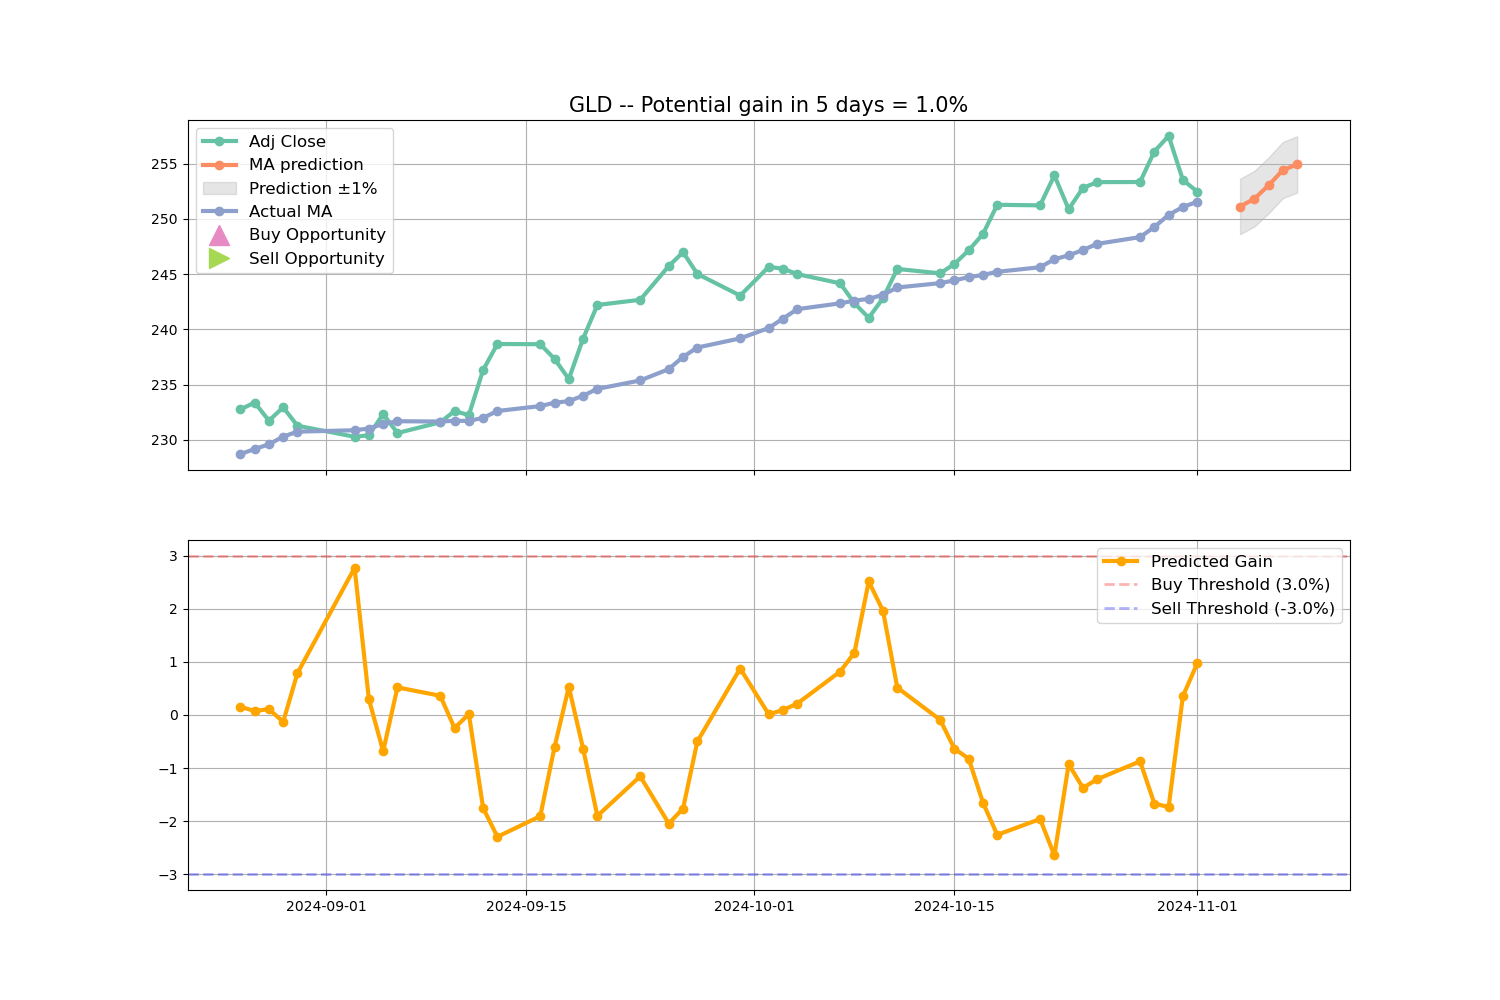 GLD -- Potential gain in 5 days = 1.0%
Adj Close
MA prediction
Prediction ±1%
Actual MA
Buy Opportunity
Sell Opportunity
255
250
245
240
235
230
Predicted Gain
Buy Threshold (3.0%)
Sell Threshold (-3.0%)
3
2
1
0
−1
−2
−3
2024-09-01 2024-09-15 2024-10-01 2024-10-15 2024-11-01